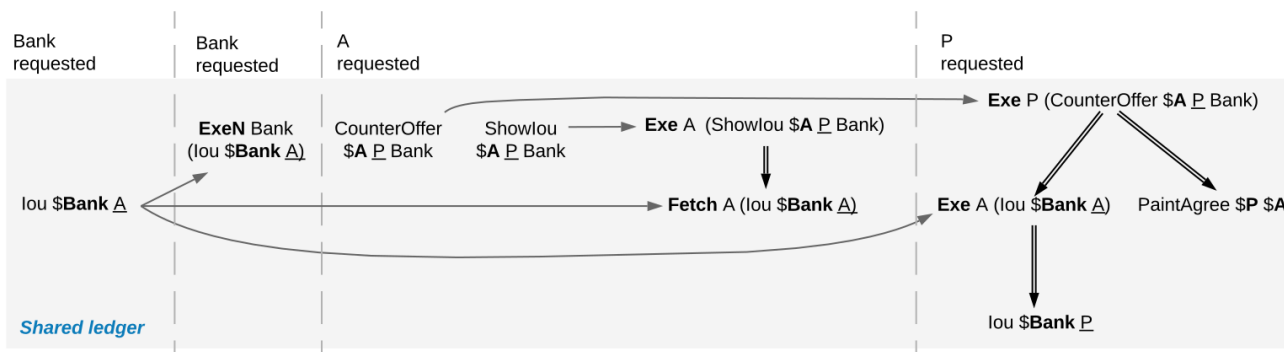 Bank
requested
Bank
requested
A
requested
P
requested
Exe P (CounterOffer $A P Bank)
ExeN Bank
(Iou $Bank A)
CounterOffer
$A P Bank
ShowIou
$A P Bank
Exe A (ShowIou $A P Bank)
Iou $Bank A
Fetch A (Iou $Bank A)
Exe A (Iou $Bank A)
PaintAgree $P $A
Iou $Bank P
Shared ledger